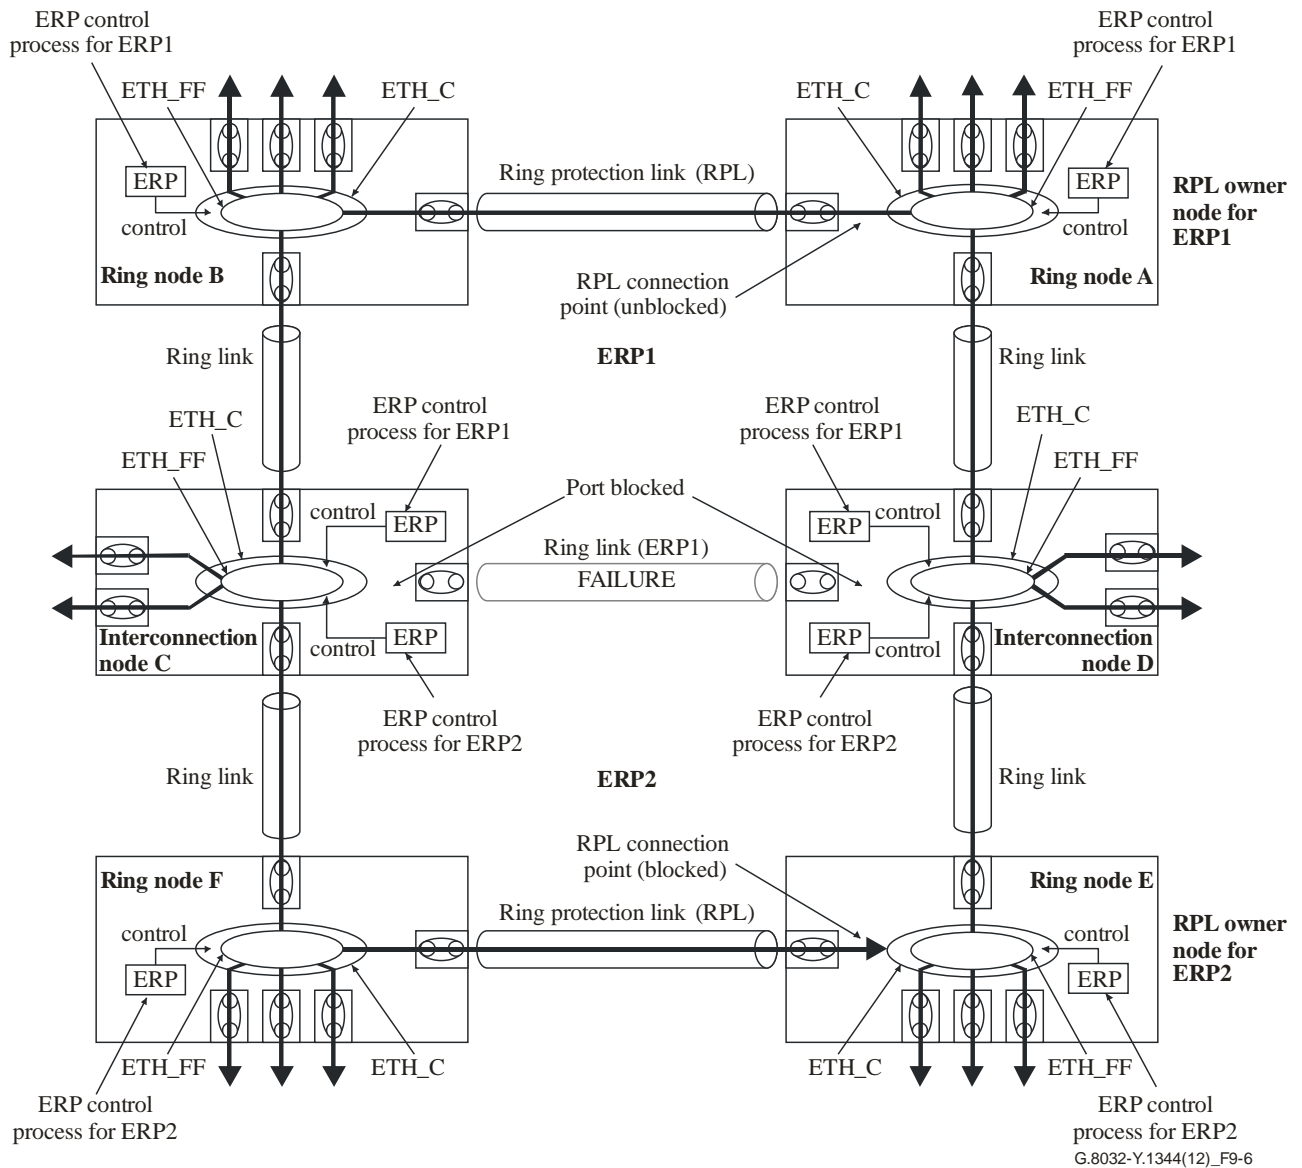 ERP control
process for ERP1
ERP control
process for ERP1
ETH_FF
ETH_C
ETH_C
ETH_FF
Ring protection link (RPL)
ERP
ERP
RPL owner
node for
ERP1
control
control
Ring node B
RPL connection
point (unblocked)
Ring node A
Ring link
ERP1
Ring link
ETH_C
ERP control
process for ERP1
ERP control
process for ERP1
ETH_C
ETH_FF
ETH_FF
Port blocked
control
ERP
ERP
control
Ring link (ERP1)
FAILURE
Interconnection
node C
control
ERP
ERP
control
Interconnection
node D
ERP control
process for ERP2
ERP control
process for ERP2
Ring link
ERP2
Ring link
RPL connection
point (blocked)
Ring node F
Ring node E
Ring protection link (RPL)
RPL owner
node for
ERP2
control
control
ERP
ERP
ETH_FF
ETH_C
ETH_C
ETH_FF
ERP control
process for ERP2
ERP control
process for ERP2
G.8032-Y.1344(12)_F9-6